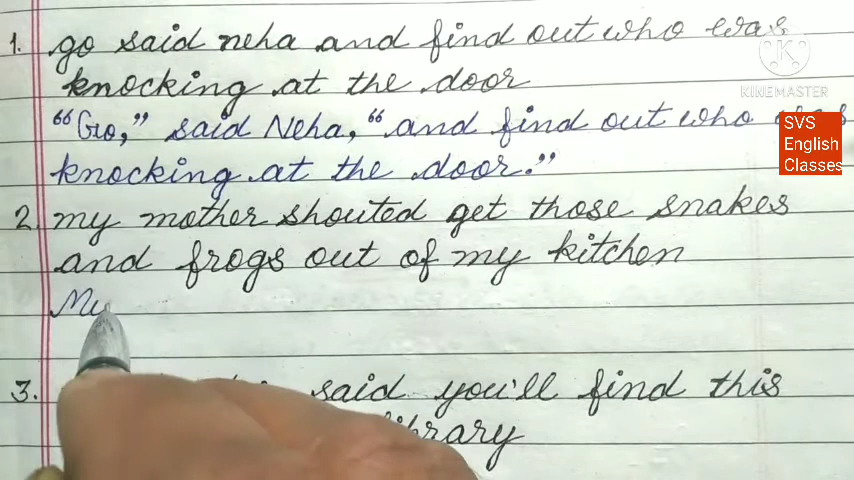 1. go said neha and find out who was
knocking at the door
"Go," said Neha, "and find out who was
knocking at the door."
2. my mother shouted get those snakes
and frogs out of my kitchen
My
3. said you'll find this
library
KINEMASTER
SVS
English
Classes